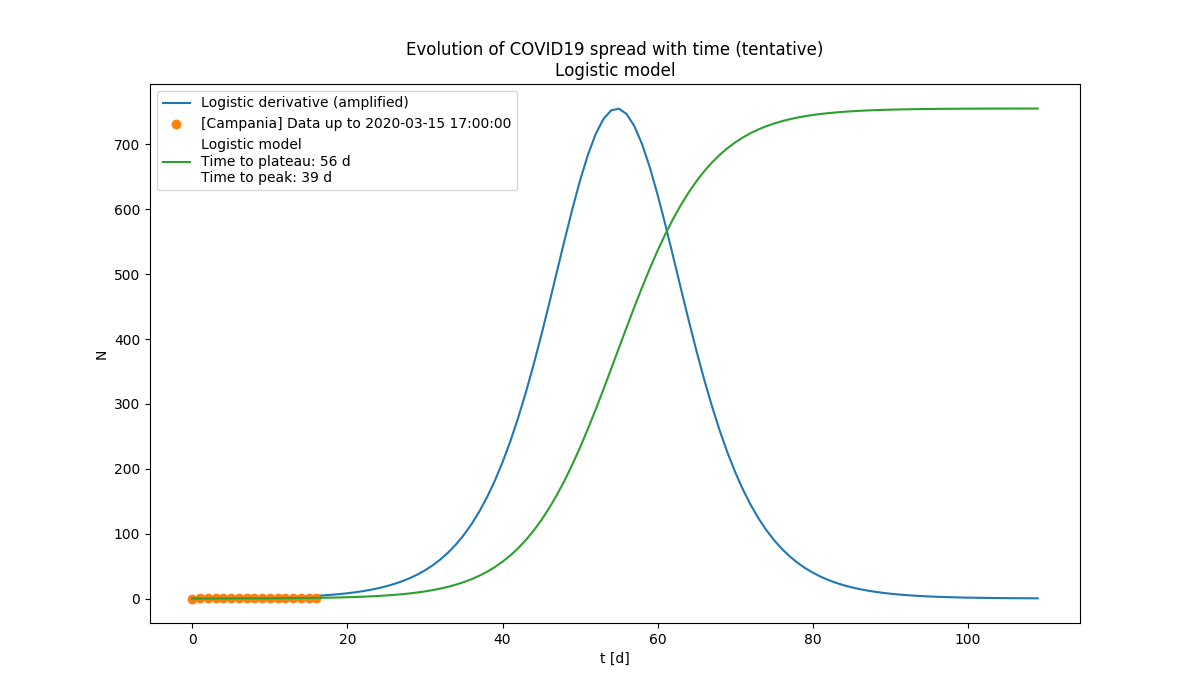 Evolution of COVID19 spread with time (tentative)
Logistic model
Logistic derivative (amplified)
[Campania] Data up to 2020-03-15 17:00:00
Logistic model
Time to plateau: 56 d
Time to peak: 39 d
N
700
600
500
400
300
200
100
0
0 20 40 60 80 100
t [d]